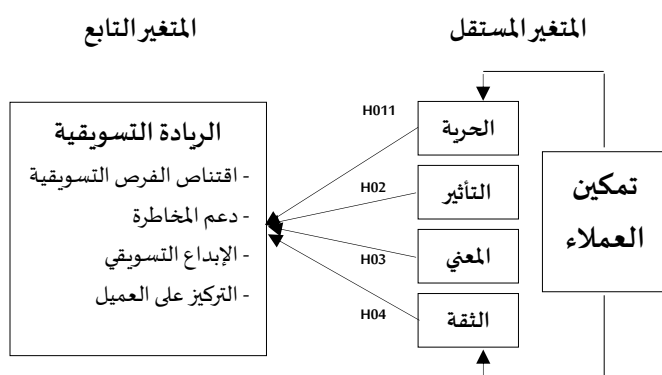 المتغير المستقل
المتغير التابع
تمكين
العملاء
الحرية
التأثير
المعني
الثقة
H011
H02
H03
H04
الريادة التسويقية
- اقتناص الفرص التسويقية
- دعم المخاطرة
- الإبداع التسويقي
- التركيز على العميل